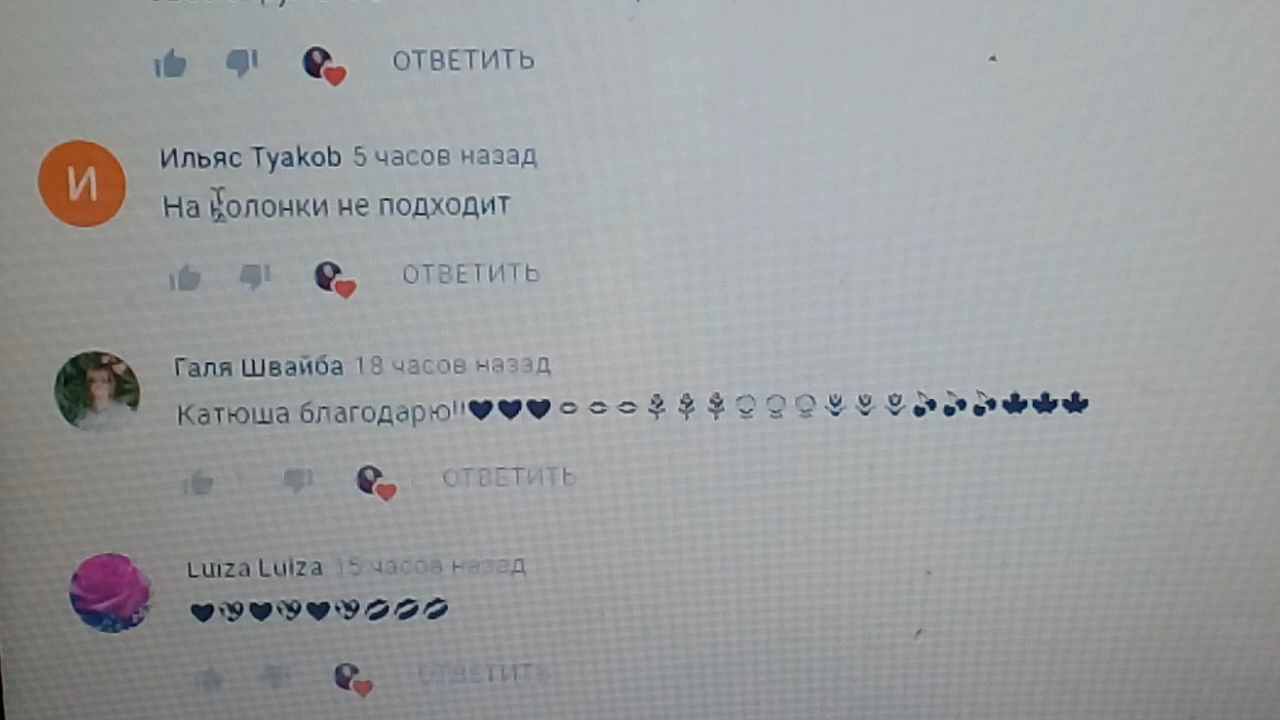 ОТВЕТИТЬ
И
Ильяс Tyakob 5 часов назад
На колонки не подходит
ОТВЕТИТЬ
Галя Швайба 18 часов назад
Катюша благодарю!!
ОТВЕТИТЬ
Luiza Luiza 15 часов назад
ОТВЕТИТЬ